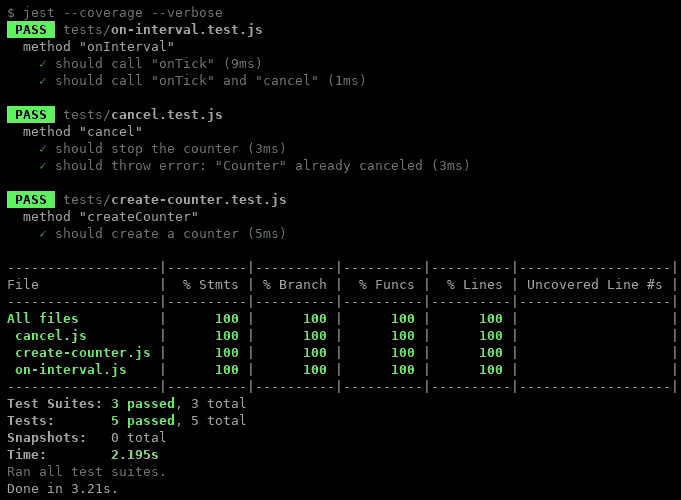 $ jest --coverage --verbose
PASS tests/on-interval.test.js
method "onInterval"
✓ should call "onTick" (9ms)
✓ should call "onTick" and "cancel" (1ms)
PASS tests/cancel.test.js
method "cancel"
✓ should stop the counter (3ms)
✓ should throw error: "Counter" already canceled (3ms)
PASS tests/create-counter.test.js
method "createCounter"
✓ should create a counter (5ms)
-------------------|----------|----------|----------|----------|-------------------|
File               |  % Stmts | % Branch |  % Funcs |  % Lines | Uncovered Line #s |
-------------------|----------|----------|----------|----------|-------------------|
All files          |      100 |      100 |      100 |      100 |                   |
 cancel.js         |      100 |      100 |      100 |      100 |                   |
 create-counter.js |      100 |      100 |      100 |      100 |                   |
 on-interval.js    |      100 |      100 |      100 |      100 |                   |
-------------------|----------|----------|----------|----------|-------------------|
Test Suites: 3 passed, 3 total
Tests:       5 passed, 5 total
Snapshots:   0 total
Time:        2.195s
Ran all test suites.
Done in 3.21s.